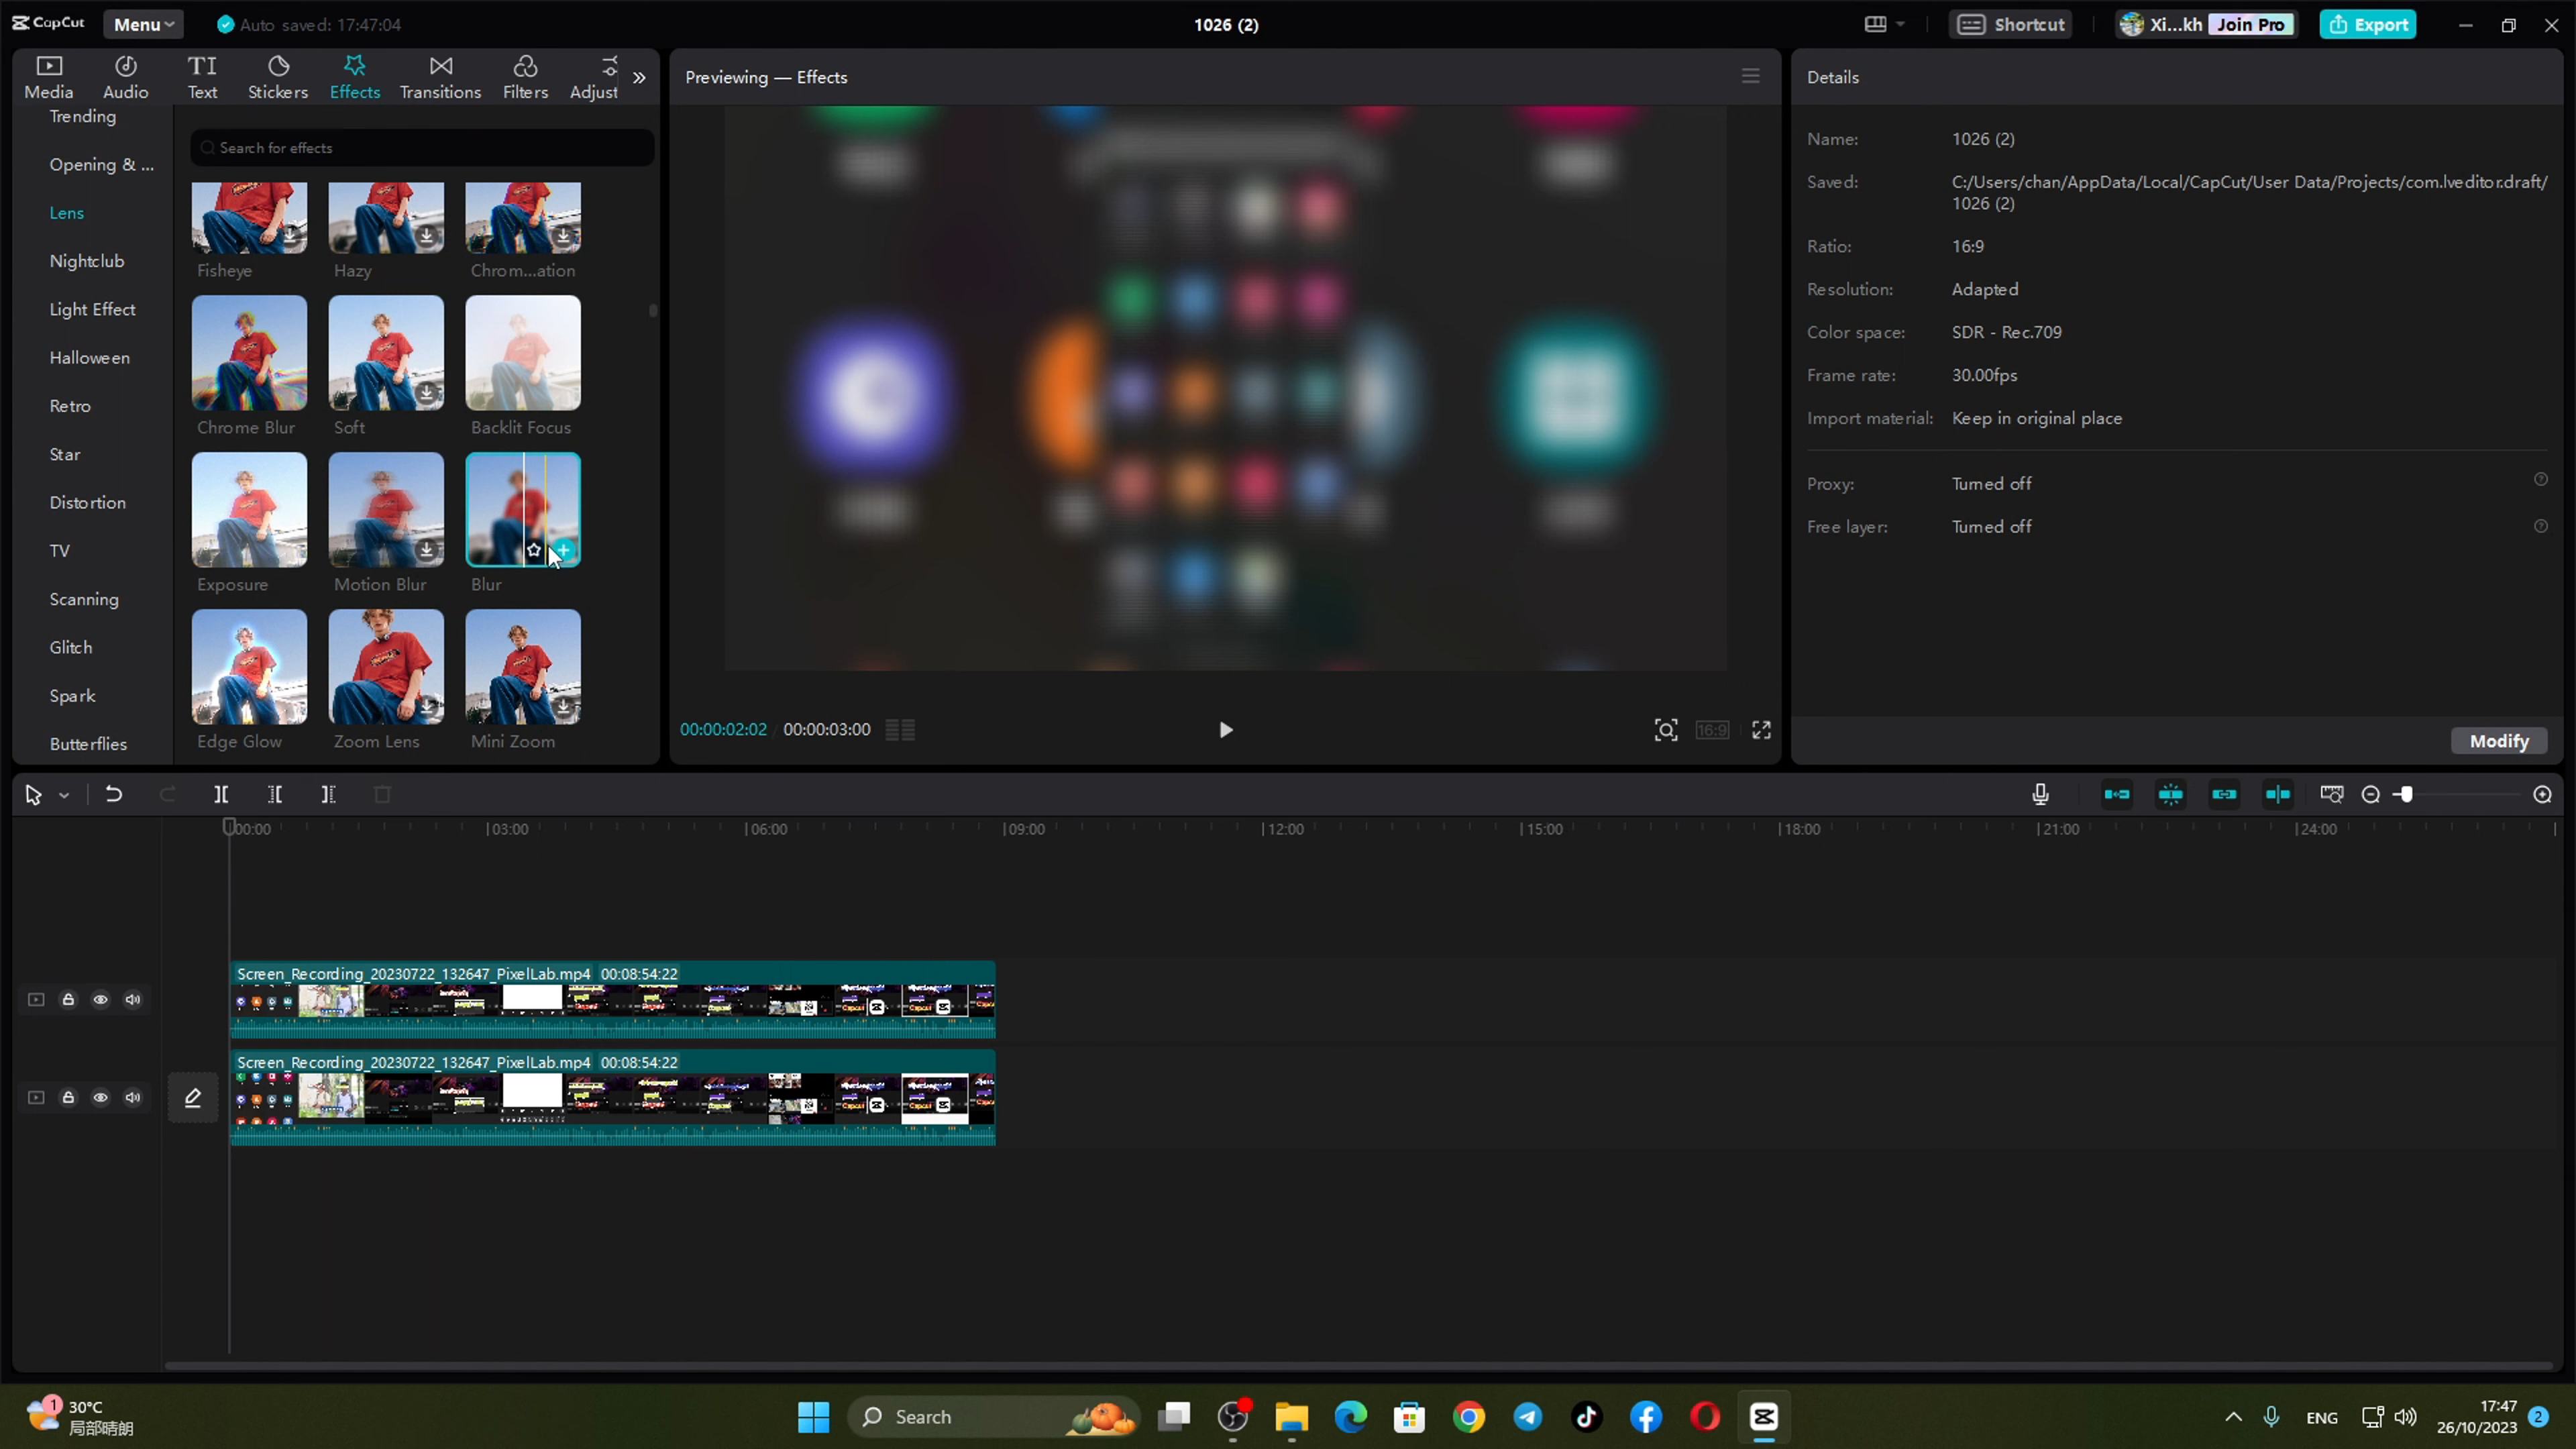 CapCut
Menu
Auto saved: 17:47:04
1026 (2)
Shortcut
Xi...kh
Join Pro
Export
Media
Audio
Text
Stickers
Effects
Transitions
Filters
Adjust
Trending
Opening & ...
Lens
Nightclub
Light Effect
Halloween
Retro
Star
Distortion
TV
Scanning
Glitch
Spark
Butterflies
Search for effects
Fisheye
Hazy
Chrom...ation
Chrome Blur
Soft
Backlit Focus
Exposure
Motion Blur
Blur
Edge Glow
Zoom Lens
Mini Zoom
Previewing — Effects
00:00:02:02 / 00:00:03:00
16:9
Details
Name: 1026 (2)
Saved: C:/Users/chan/AppData/Local/CapCut/User Data/Projects/com.lveditor.draft/
1026 (2)
Ratio: 16:9
Resolution: Adapted
Color space: SDR - Rec.709
Frame rate: 30.00fps
Import material: Keep in original place
Proxy: Turned off
Free layer: Turned off
Modify
00:00 03:00 06:00 09:00 12:00 15:00 18:00 21:00 24:00
Screen_Recording_20230722_132647_PixelLab.mp4 00:08:54:22
Screen_Recording_20230722_132647_PixelLab.mp4 00:08:54:22
1
30°C
局部晴朗
Search
ENG
17:47
26/10/2023
2